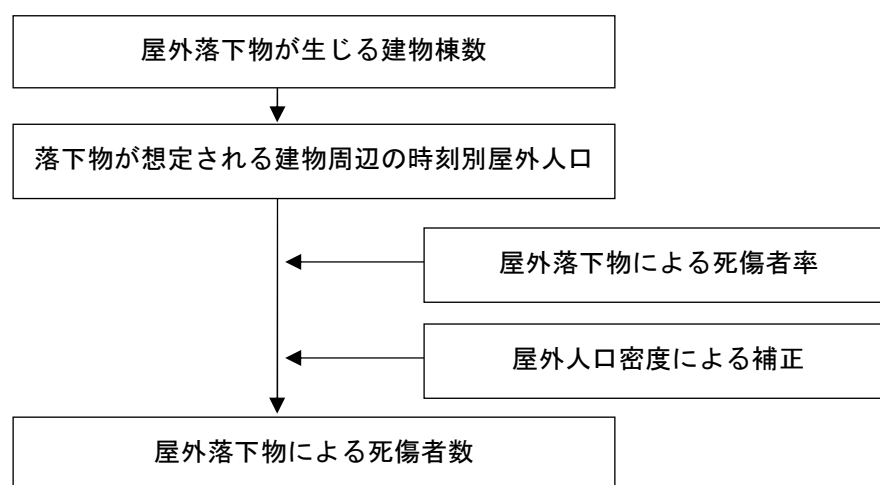 屋外落下物が生じる建物棟数
落下物が想定される建物周辺の時刻別屋外人口
屋外落下物による死傷者率
屋外人口密度による補正
屋外落下物による死傷者数